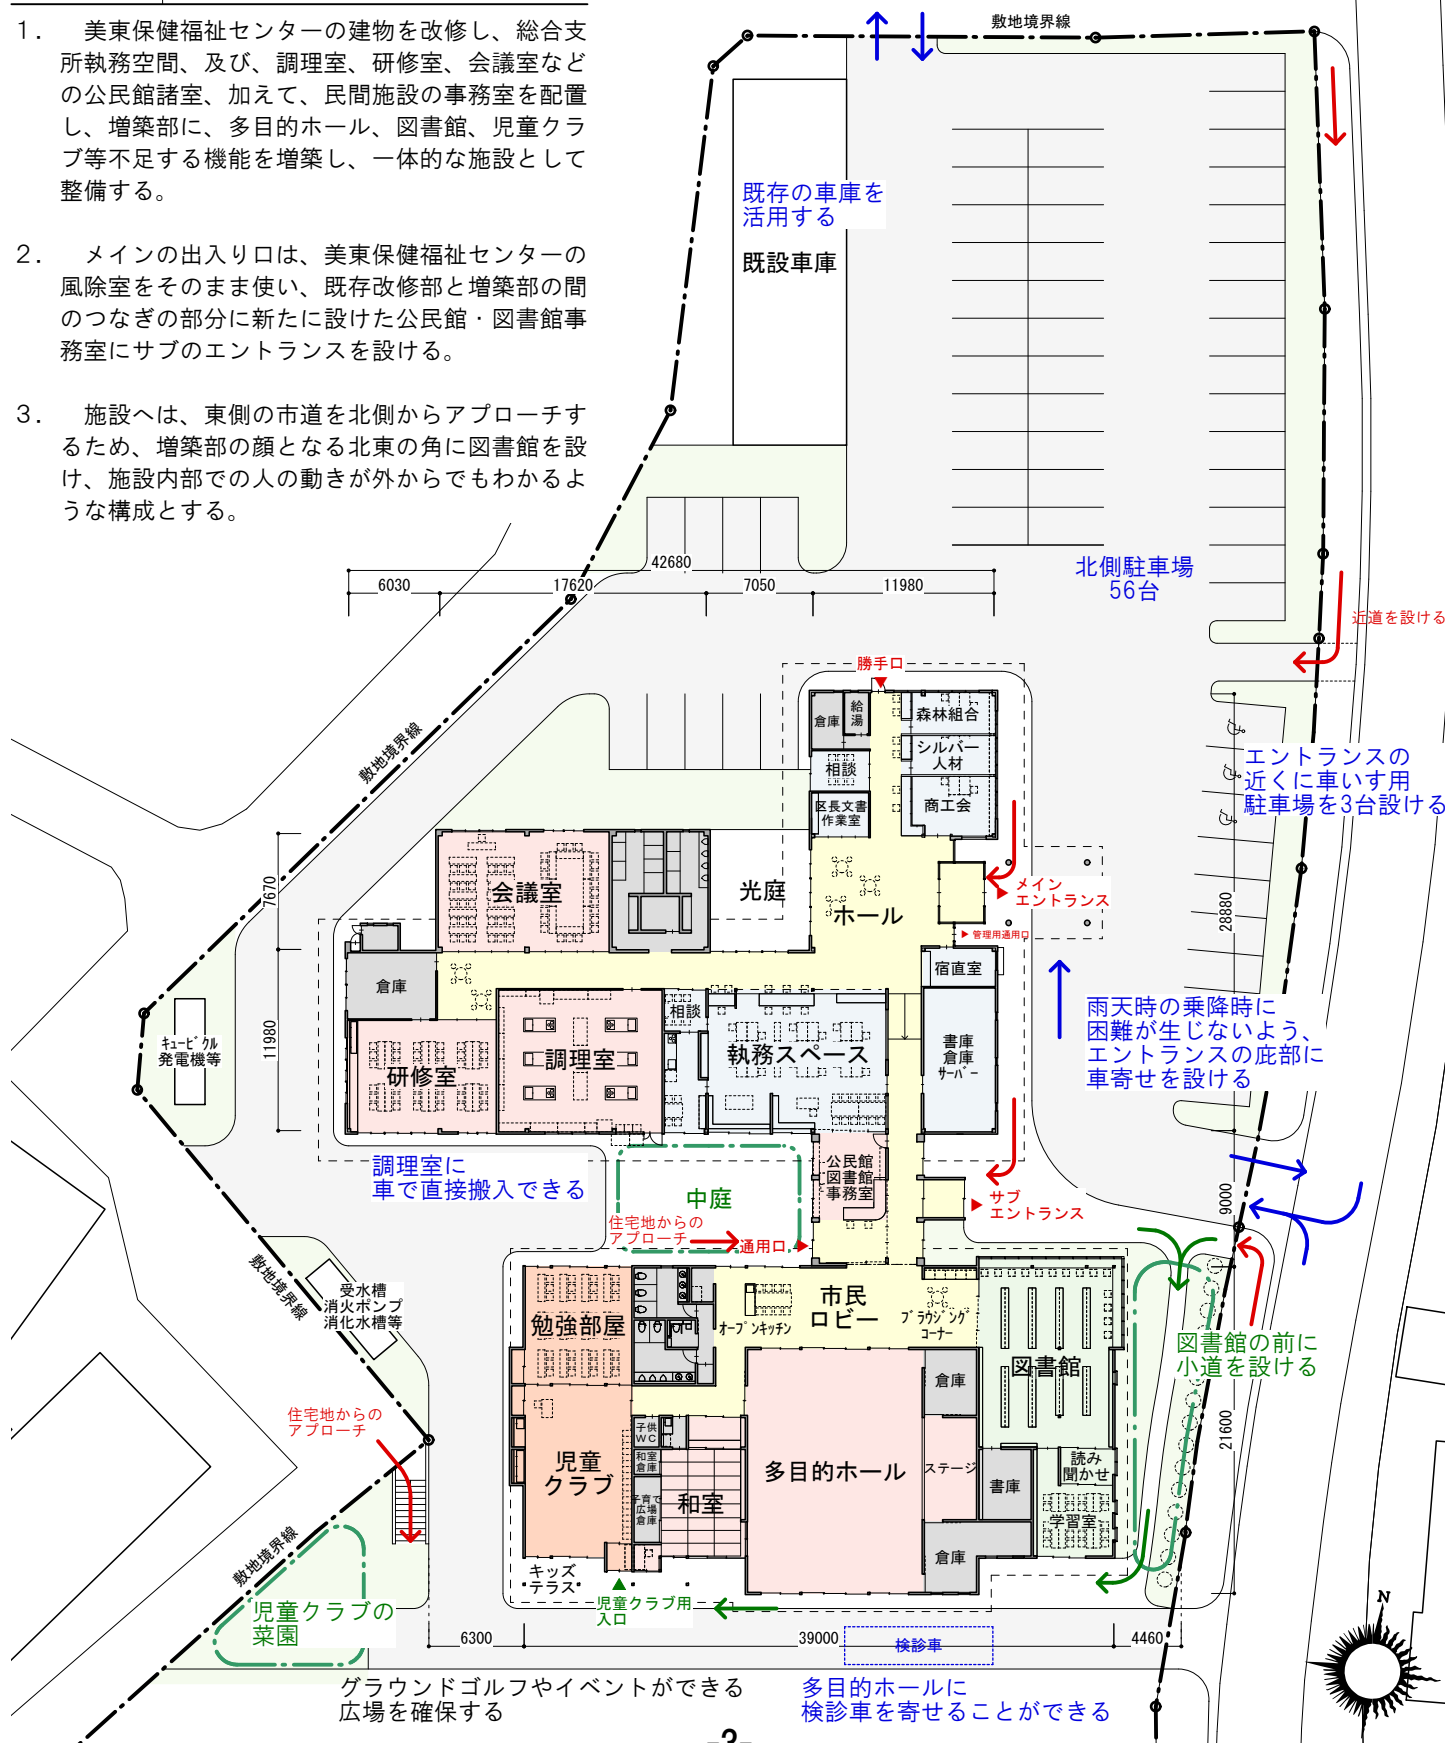 １．　美東保健福祉センターの建物を改修し、総合支
所執務空間、及び、調理室、研修室、会議室など
の公民館諸室、加えて、民間施設の事務室を配置
し、増築部に、多目的ホール、図書館、児童クラ
ブ等不足する機能を増築し、一体的な施設として
整備する。
２．　メインの出入り口は、美東保健福祉センターの
風除室をそのまま使い、既存改修部と増築部の間
のつなぎの部分に新たに設けた公民館・図書館事
務室にサブのエントランスを設ける。
３．　施設へは、東側の市道を北側からアプローチす
るため、増築部の顔となる北東の角に図書館を設
け、施設内部での人の動きが外からでもわかるよ
うな構成とする。
敷地境界線
既存の車庫を
活用する
既設車庫
北側駐車場
56台
近道を設ける
42680
6030
17620
7050
11980
敷地境界線
勝手口
倉庫
給
湯
森林組合
シルバー
人材
相談
区長文書
作業室
商工会
エントランスの
近くに車いす用
駐車場を3台設ける
7670
会議室
光庭
ホール
メイン
エントランス
管理用通用口
28880
倉庫
宿直室
相談
11980
キュービクル
発電機等
研修室
調理室
執務スペース
書庫
倉庫
サーバー
雨天時の乗降時に
困難が生じないよう、
エントランスの庇部に
車寄せを設ける
調理室に
車で直接搬入できる
中庭
公民館
図書館
事務室
サブ
エントランス
9000
住宅地からの
アプローチ
通用口
敷地境界線
受水槽
消火ポンプ
消化水槽等
勉強部屋
オープンキッチン
市民
ロビー
ブラウジング
コーナー
図書館
図書館の前に
小道を設ける
倉庫
住宅地からの
アプローチ
児童
クラブ
子供
WC
和室
倉庫
子育て
広場
倉庫
和室
多目的ホール
ステージ
書庫
読み
聞かせ
学習室
21600
倉庫
敷地境界線
キッズ
テラス
児童クラブの
菜園
児童クラブ用
入口
6300
39000
4460
検診車
グラウンドゴルフやイベントができる
広場を確保する
多目的ホールに
検診車を寄せることができる
N
-3-